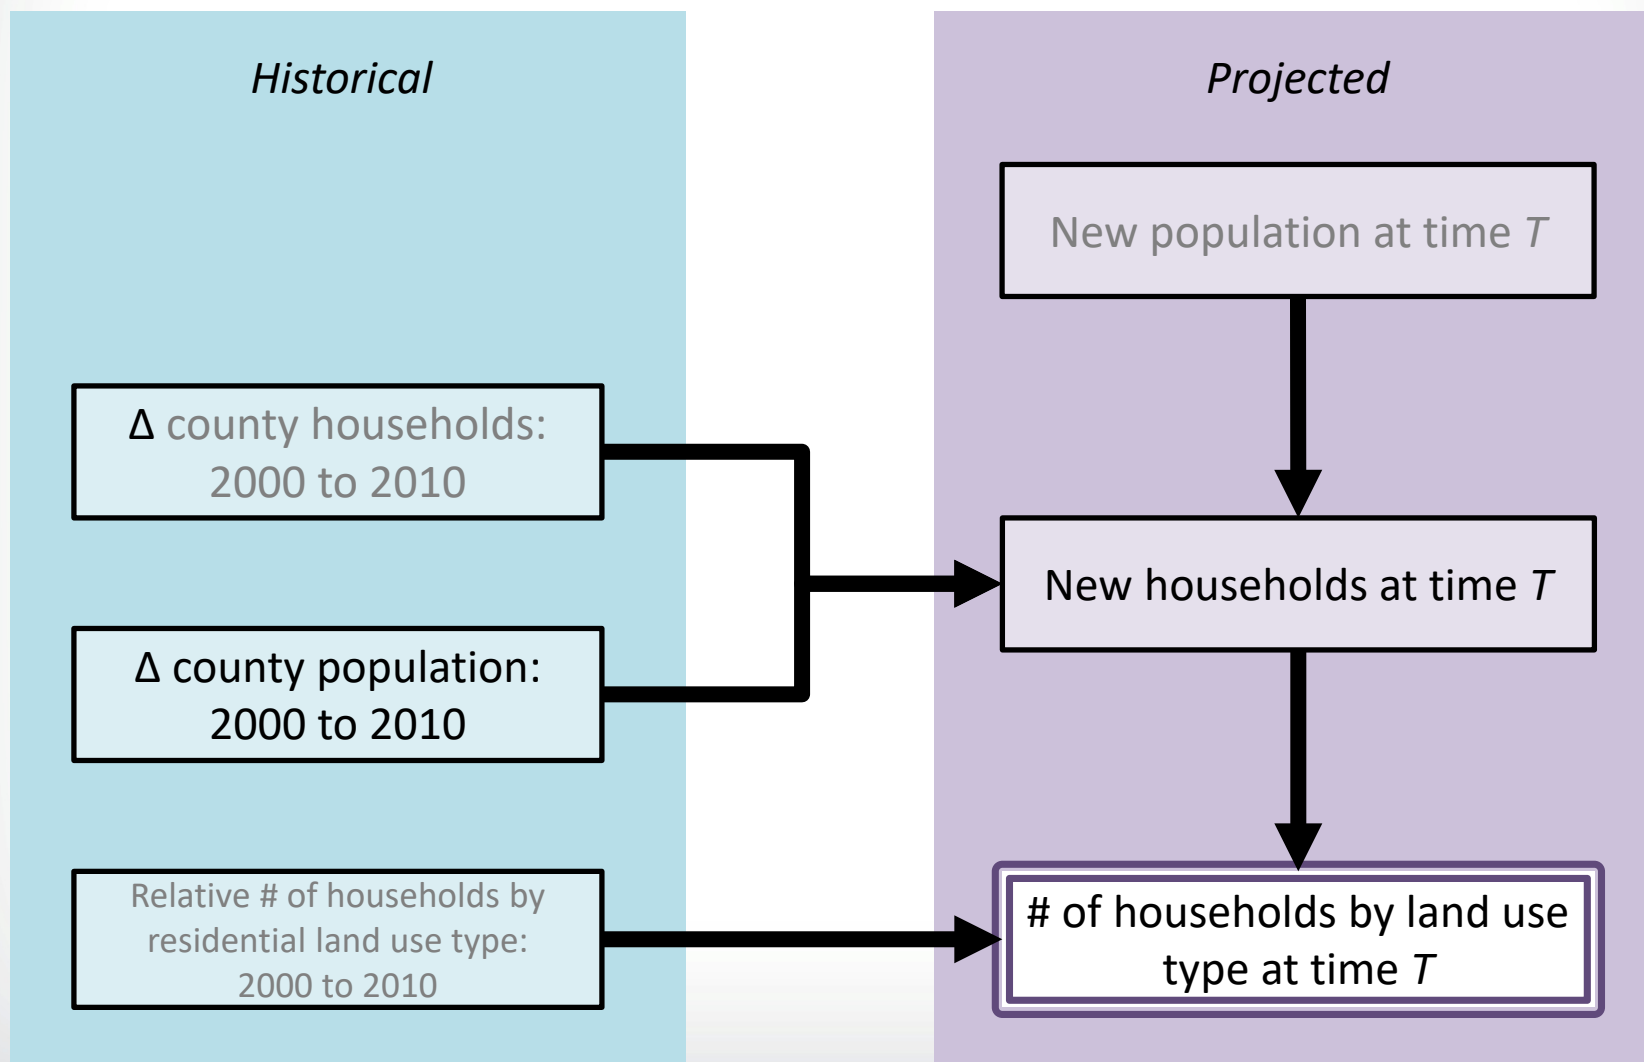 Historical
Δ county households:
2000 to 2010
Δ county population:
2000 to 2010
Relative # of households by
residential land use type:
2000 to 2010
Projected
New population at time T
New households at time T
# of households by land use
type at time T